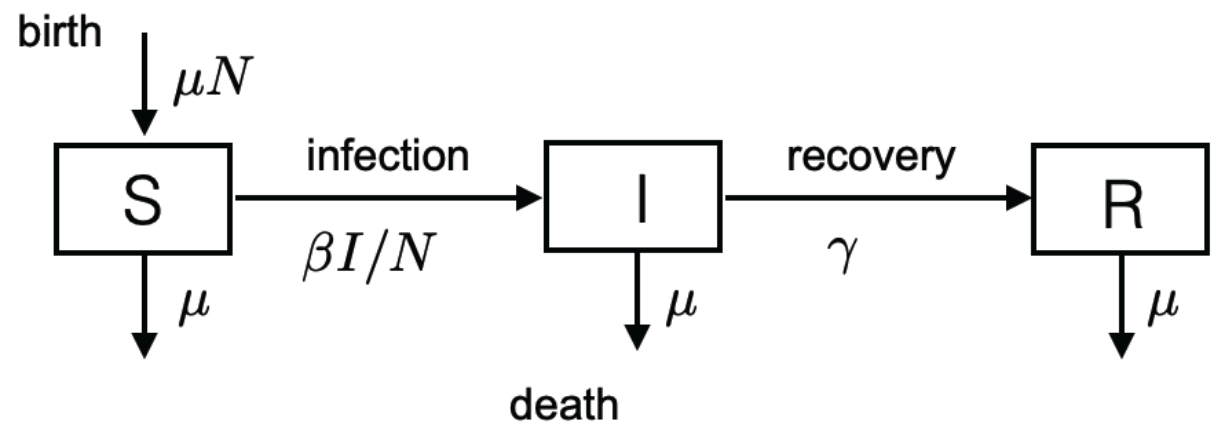 birth
μN
infection
recovery
S
I
R
βI/N
γ
μ
μ
μ
death